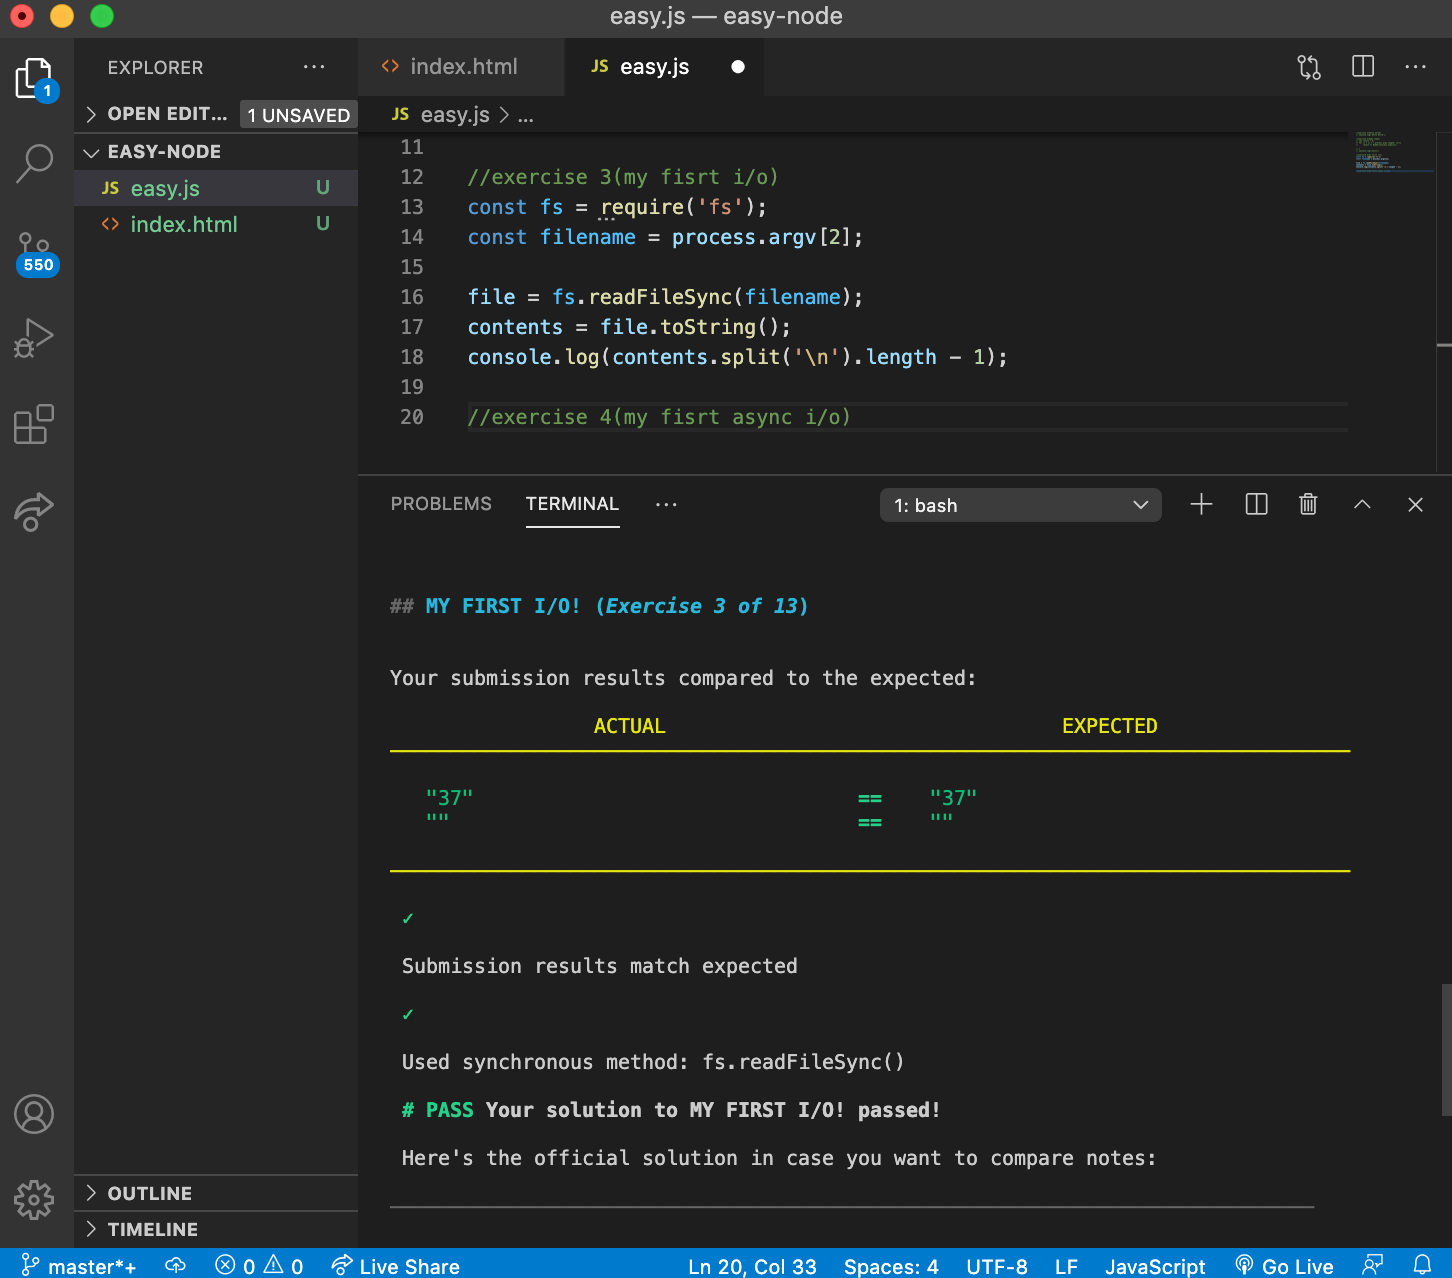 easy.js — easy-node
EXPLORER
index.html
JS easy.js
1
OPEN EDIT... 1 UNSAVED
JS easy.js > ...
EASY-NODE
JS easy.js U
index.html U
550
11
12 //exercise 3(my fisrt i/o)
13 const fs = require('fs');
14 const filename = process.argv[2];
15
16 file = fs.readFileSync(filename);
17 contents = file.toString();
18 console.log(contents.split('\n').length - 1);
19
20 //exercise 4(my fisrt async i/o)
PROBLEMS TERMINAL ... 1: bash
## MY FIRST I/O! (Exercise 3 of 13)
Your submission results compared to the expected:
ACTUAL EXPECTED
"37" == "37"
"" == ""
✓
Submission results match expected
✓
Used synchronous method: fs.readFileSync()
# PASS Your solution to MY FIRST I/O! passed!
Here's the official solution in case you want to compare notes:
OUTLINE
TIMELINE
master*+ 0 0 Live Share Ln 20, Col 33 Spaces: 4 UTF-8 LF JavaScript Go Live